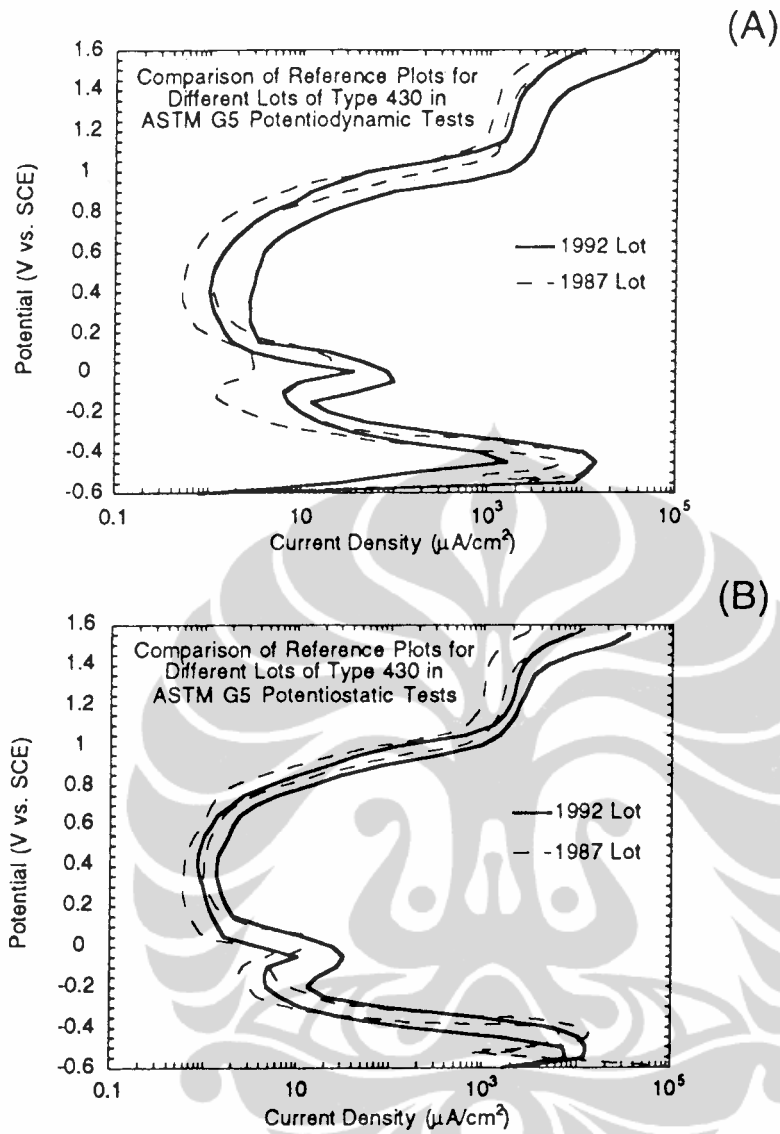 (A)
Comparison of Reference Plots for
Different Lots of Type 430 in
ASTM G5 Potentiodynamic Tests
1992 Lot
1987 Lot
Potential (V vs. SCE)
1.6
1.4
1.2
1
0.8
0.6
0.4
0.2
0
-0.2
-0.4
-0.6
0.1
10
10³
10⁵
Current Density (µA/cm²)
(B)
Comparison of Reference Plots for
Different Lots of Type 430 in
ASTM G5 Potentiostatic Tests
1992 Lot
1987 Lot
Potential (V vs. SCE)
1.6
1.4
1.2
1
0.8
0.6
0.4
0.2
0
-0.2
-0.4
-0.6
0.1
10
10³
10⁵
Current Density (µA/cm²)